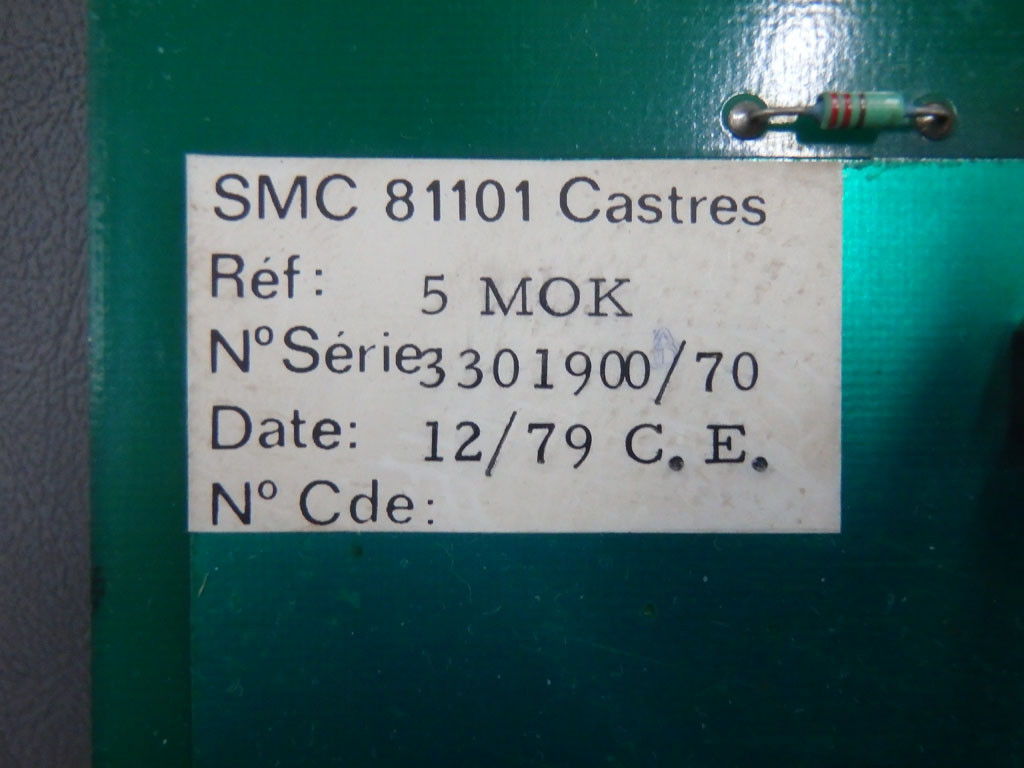 SMC 81101 Castres
Réf: 5 MOK
N° Série 3301900/70
Date: 12/79 C.E.
N° Cde: